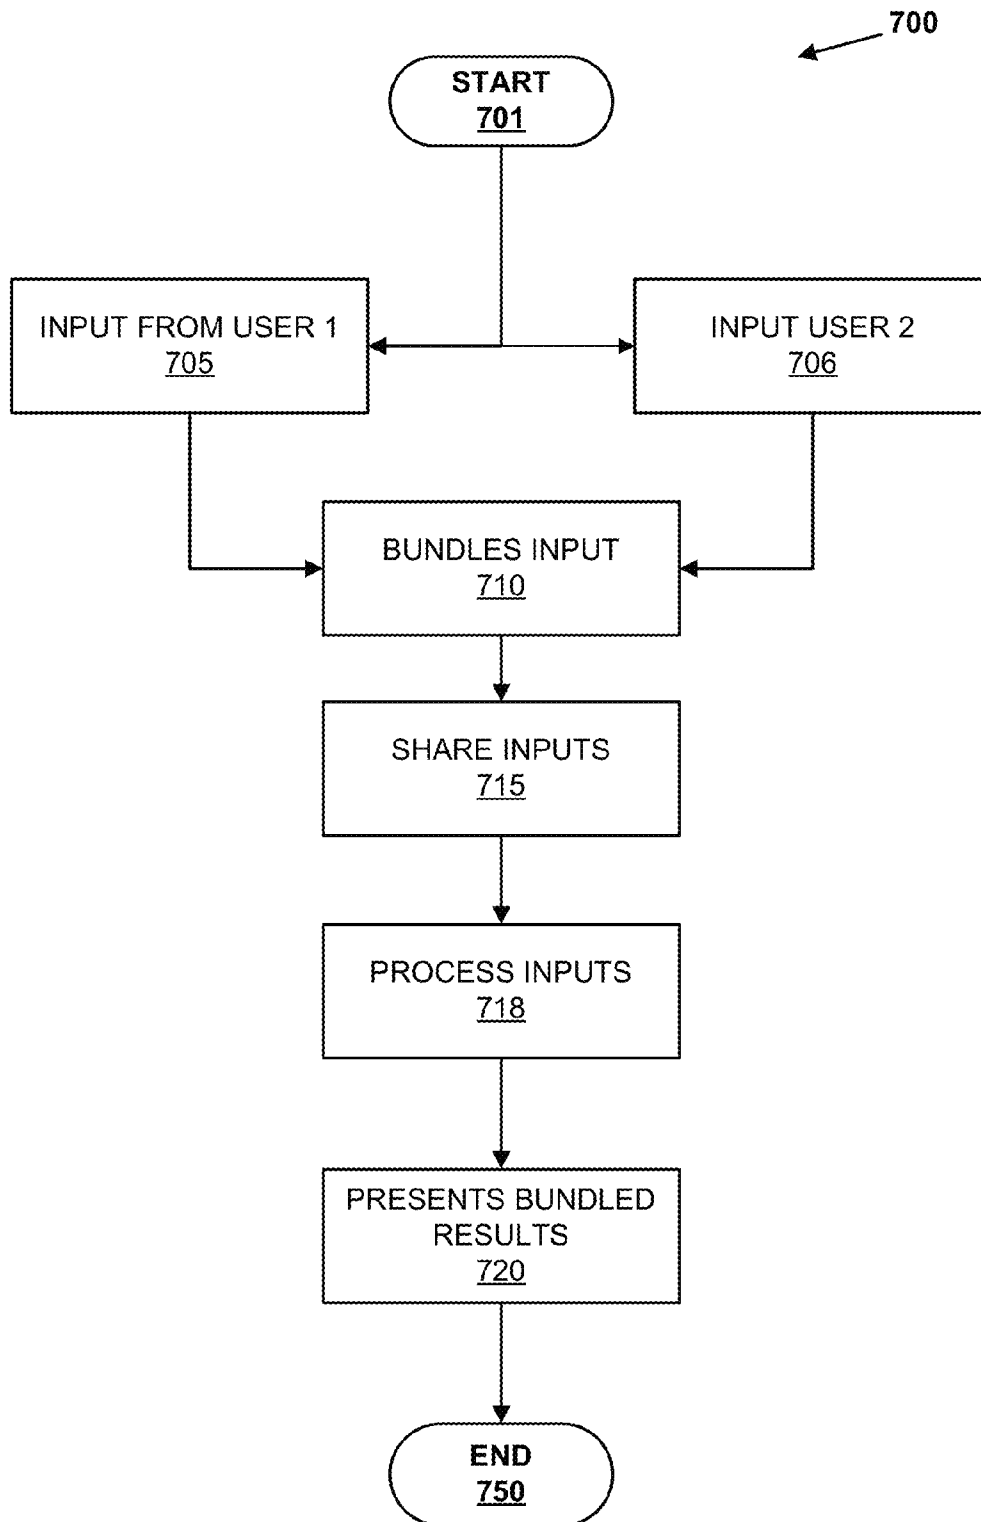 700
START
701
INPUT FROM USER 1
705
INPUT USER 2
706
BUNDLES INPUT
710
SHARE INPUTS
715
PROCESS INPUTS
718
PRESENTS BUNDLED
RESULTS
720
END
750